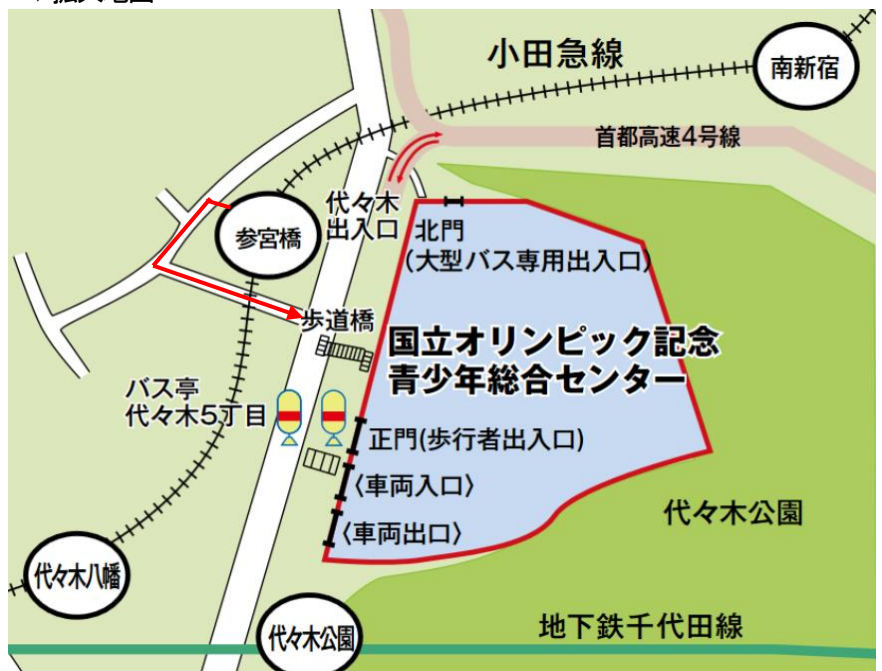 小田急線
南新宿
首都高速4号線
代々木
出入口
北門
(大型バス専用出入口)
参宮橋
歩道橋
国立オリンピック記念
青少年総合センター
バス亭
代々木5丁目
正門(歩行者出入口)
〈車両入口〉
〈車両出口〉
代々木公園
代々木八幡
代々木公園
地下鉄千代田線